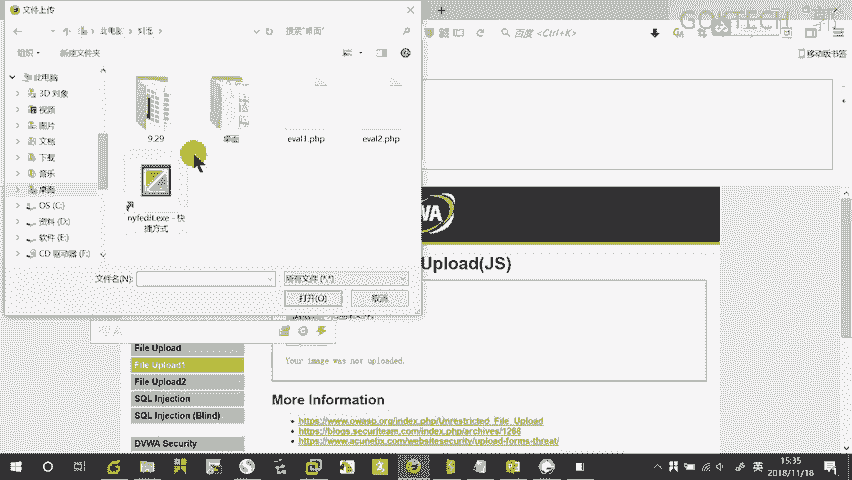 文件上传
GOKTECH 郭
此电脑
搜索"桌面"
百度 <Ctrl+K>
组织
新建文件夹
移动版书签
此电脑
3D 对象
视频
图片
文档
下载
音乐
桌面
OS (C:)
资料 (D:)
软件 (E:)
CD 驱动器 (F:)
9.29
桌面
eval1.php
eval2.php
nyfedit.exe - 快
捷方式
文件名(N):
所有文件 (*.*)
打开(O)
取消
WA
Upload(JS)
Your image was not uploaded.
File Upload
File Upload1
File Upload2
SQL Injection
SQL Injection (Blind)
DVWA Security
More Information
https://www.owasp.org/index.php/Unrestricted_File_Upload
https://blogs.securiteam.com/index.php/archives/1268
https://www.acunetix.com/websitesecurity/upload-forms-threat/
英
15:35
2018/11/18